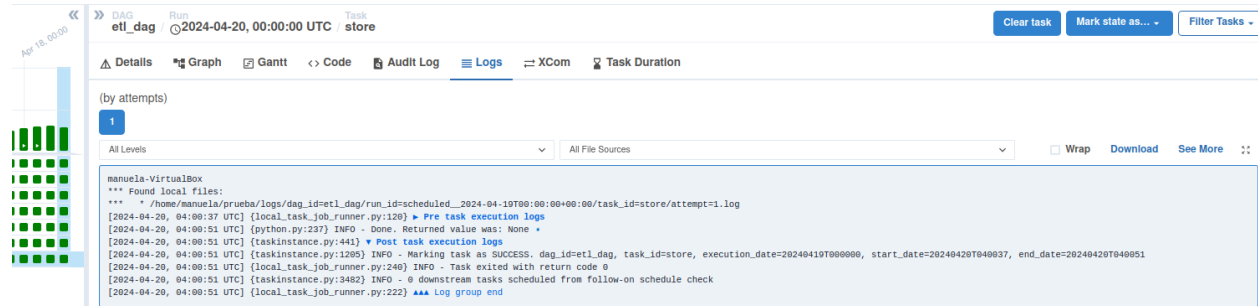 DAG Run Task
etl_dag / 2024-04-20, 00:00:00 UTC / store
Clear task Mark state as... Filter Tasks
Apr 18, 00:00
Details Graph Gantt <> Code Audit Log Logs XCom Task Duration
(by attempts)
1
All Levels All File Sources Wrap Download See More
manuela-VirtualBox
*** Found local files:
***   * /home/manuela/prueba/logs/dag_id=etl_dag/run_id=scheduled__2024-04-19T00:00:00+00:00/task_id=store/attempt=1.log
[2024-04-20, 04:00:37 UTC] {local_task_job_runner.py:120} ▶ Pre task execution logs
[2024-04-20, 04:00:51 UTC] {python.py:237} INFO - Done. Returned value was: None
[2024-04-20, 04:00:51 UTC] {taskinstance.py:441} ▼ Post task execution logs
[2024-04-20, 04:00:51 UTC] {taskinstance.py:1205} INFO - Marking task as SUCCESS. dag_id=etl_dag, task_id=store, execution_date=20240419T000000, start_date=20240420T040037, end_date=20240420T040051
[2024-04-20, 04:00:51 UTC] {local_task_job_runner.py:240} INFO - Task exited with return code 0
[2024-04-20, 04:00:51 UTC] {taskinstance.py:3482} INFO - 0 downstream tasks scheduled from follow-on schedule check
[2024-04-20, 04:00:51 UTC] {local_task_job_runner.py:222} ▲▲▲ Log group end